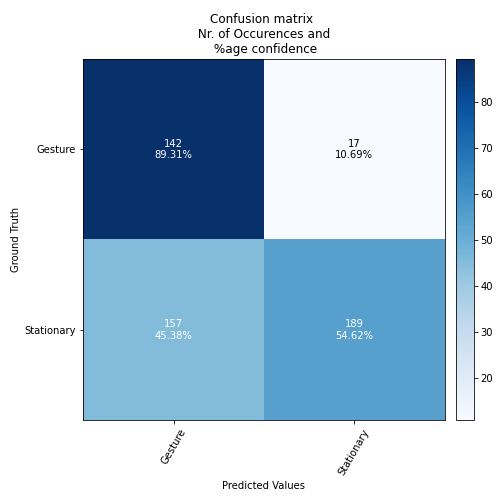 Confusion matrix
Nr. of Occurences and
%age confidence
Ground Truth
Gesture
142
89.31%
17
10.69%
Stationary
157
45.38%
189
54.62%
Gesture
Stationary
Predicted Values
80
70
60
50
40
30
20